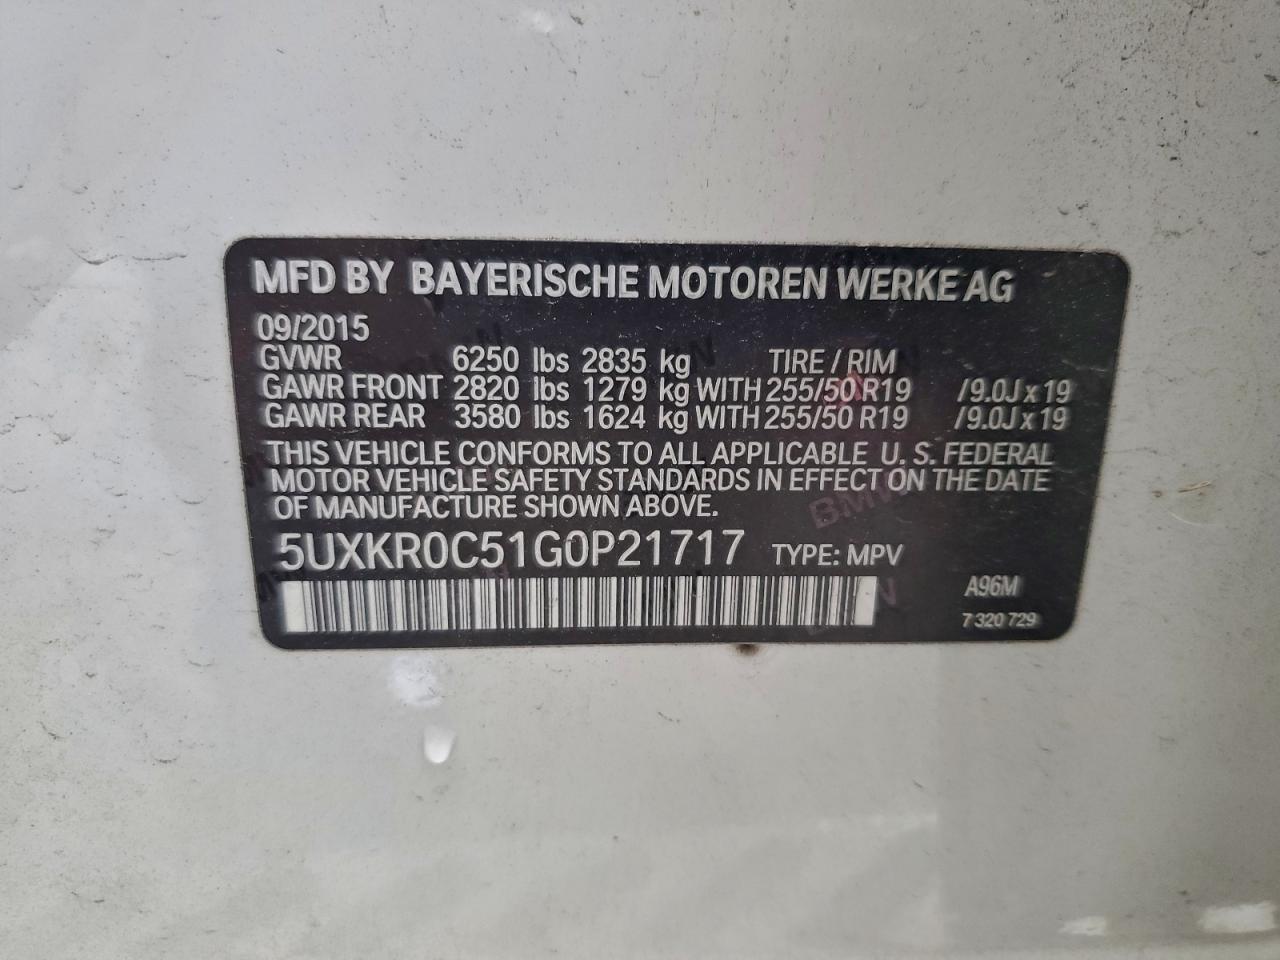 MFD BY BAYERISCHE MOTOREN WERKE AG
09/2015
GVWR 6250 lbs 2835 kg TIRE / RIM
GAWR FRONT 2820 lbs 1279 kg WITH 255/50 R19 /9.0J x 19
GAWR REAR 3580 lbs 1624 kg WITH 255/50 R19 /9.0J x 19
THIS VEHICLE CONFORMS TO ALL APPLICABLE U. S. FEDERAL
MOTOR VEHICLE SAFETY STANDARDS IN EFFECT ON THE DATE
OF MANUFACTURE SHOWN ABOVE.
5UXKR0C51G0P21717 TYPE: MPV
A96M
7 320 729
BMW